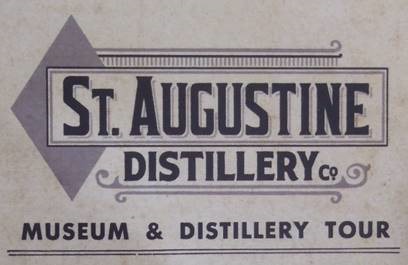 ST. AUGUSTINE
DISTILLERY Co.
MUSEUM & DISTILLERY TOUR